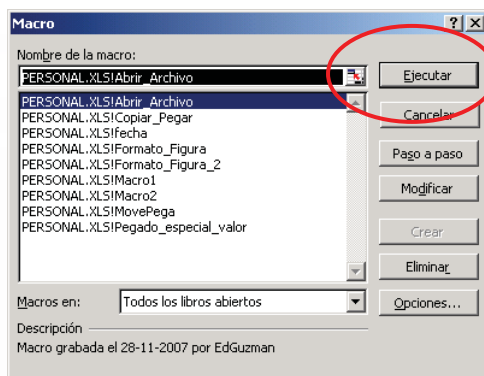 Macro
Nombre de la macro:
PERSONAL.XLS!Abrir_Archivo
PERSONAL.XLS!Abrir_Archivo
PERSONAL.XLS!Copiar_Pegar
PERSONAL.XLS!fecha
PERSONAL.XLS!Formato_Figura
PERSONAL.XLS!Formato_Figura_2
PERSONAL.XLS!Macro1
PERSONAL.XLS!Macro2
PERSONAL.XLS!MovePega
PERSONAL.XLS!Pegado_especial_valor
Macros en: Todos los libros abiertos
Descripción
Macro grabada el 28-11-2007 por EdGuzman
Ejecutar
Cancelar
Paso a paso
Modificar
Crear
Eliminar
Opciones...